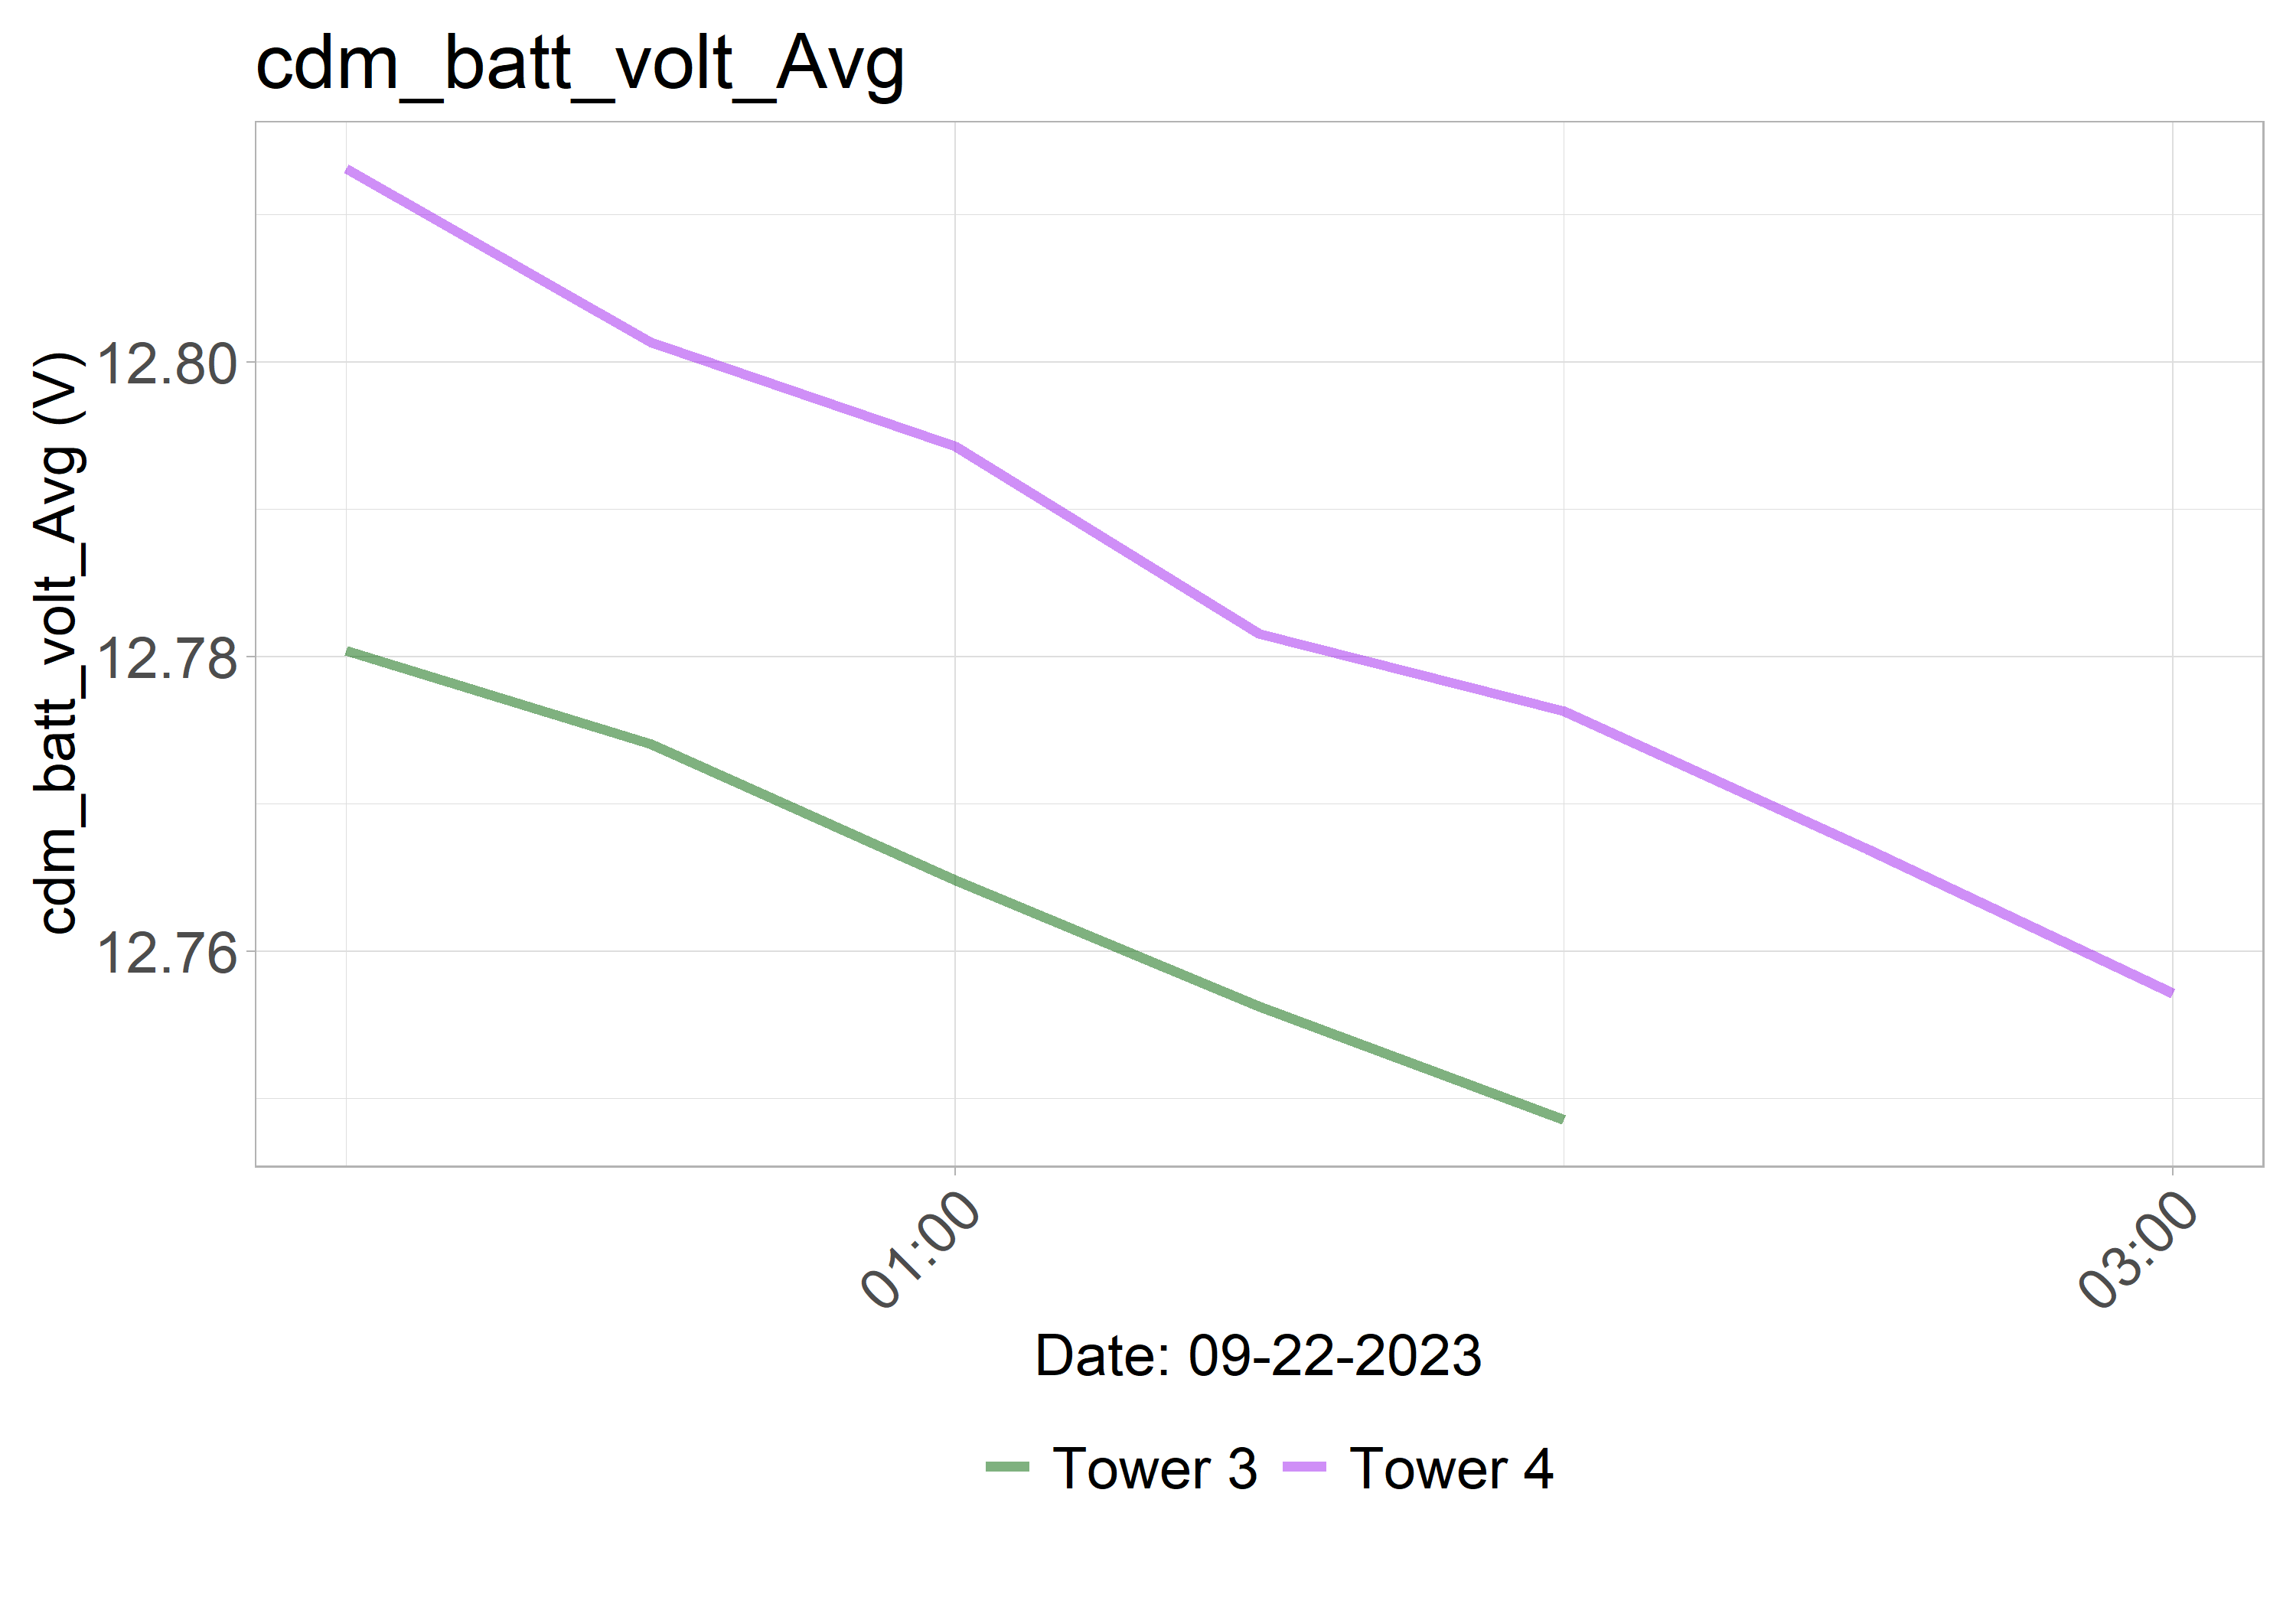 cdm_batt_volt_Avg
cdm_batt_volt_Avg (V)
12.80
12.78
12.76
01:00
03:00
Date: 09-22-2023
Tower 3
Tower 4